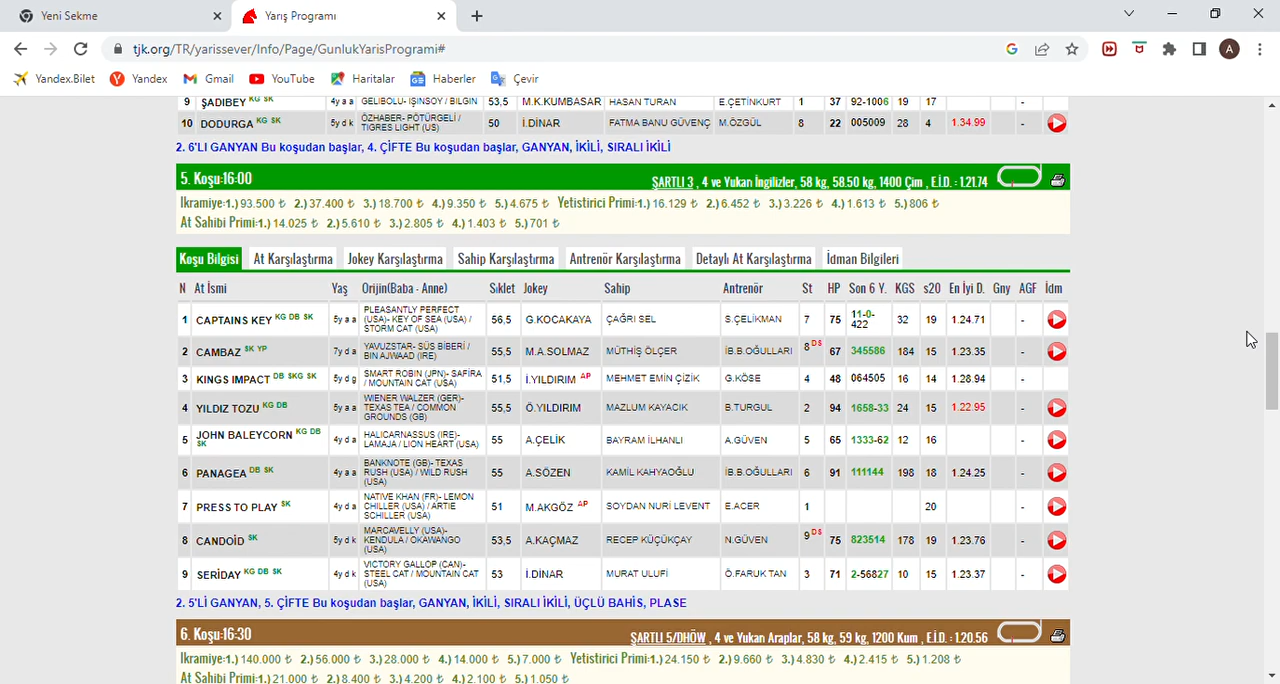 Yeni Sekme
Yarış Programı
tjk.org/TR/yarissever/Info/Page/GunlukYarisProgrami#
A
Yandex.Bilet Yandex Gmail YouTube Haritalar Haberler Çevir
9 ŞADIBEY KG SK 4y a a GELİBOLU- IŞINSOY / BİLGİN 53,5 M.K.KUMBASAR HASAN TURAN E.ÇETİNKURT 1 37 92-1006 19 17 -
10 DODURGA KG SK 5y d k ÖZHABER- PÖTÜRGELİ / TIGRES LIGHT (US) 50 İ.DİNAR FATMA BANU GÜVENÇ M.ÖZGÜL 8 22 005009 28 4 1.34.99 -
2. 6'LI GANYAN Bu koşudan başlar, 4. ÇİFTE Bu koşudan başlar, GANYAN, İKİLİ, SIRALI İKİLİ
5. Koşu:16:00 ŞARTLI 3 , 4 ve Yukarı İngilizler, 58 kg, 58.50 kg, 1400 Çim , E.İ.D. : 1.21.74
İkramiye:1.) 93.500 ₺ 2.) 37.400 ₺ 3.) 18.700 ₺ 4.) 9.350 ₺ 5.) 4.675 ₺ Yetistirici Primi:1.) 16.129 ₺ 2.) 6.452 ₺ 3.) 3.226 ₺ 4.) 1.613 ₺ 5.) 806 ₺
At Sahibi Primi:1.) 14.025 ₺ 2.) 5.610 ₺ 3.) 2.805 ₺ 4.) 1.403 ₺ 5.) 701 ₺
Koşu Bilgisi At Karşılaştırma Jokey Karşılaştırma Sahip Karşılaştırma Antrenör Karşılaştırma Detaylı At Karşılaştırma İdman Bilgileri
N At İsmi Yaş Orijin(Baba - Anne) Sıklet Jokey Sahip Antrenör St HP Son 6 Y. KGS s20 En İyi D. Gny AGF İdm
1 CAPTAINS KEY KG DB SK 5y a a PLEASANTLY PERFECT (USA)- KEY OF SEA (USA) / STORM CAT (USA) 56,5 G.KOCAKAYA ÇAĞRI SEL S.ÇELİKMAN 7 75 11-0-422 32 19 1.24.71 -
2 CAMBAZ SK YP 7y d a YAVUZSTAR- SÜS BİBERİ / BIN AJWAAD (IRE) 55,5 M.A.SOLMAZ MÜTHİŞ ÖLÇER İB.B.OĞULLARI 8 DS 67 345586 184 15 1.23.35 -
3 KINGS IMPACT DB SKG SK 5y d g SMART ROBIN (JPN)- SAFİRA / MOUNTAIN CAT (USA) 51,5 İ.YILDIRIM AP MEHMET EMİN ÇİZİK G.KÖSE 4 48 064505 16 14 1.28.94 -
4 YILDIZ TOZU KG DB 5y a a WIENER WALZER (GER)- TEXAS TEA / COMMON GROUNDS (GB) 55,5 Ö.YILDIRIM MAZLUM KAYACIK B.TURGUL 2 94 1658-33 24 15 1.22.95 -
5 JOHN BALEYCORN KG DB SK 4y d a HALICARNASSUS (IRE)- LAMAJA / LION HEART (USA) 55 A.ÇELİK BAYRAM İLHANLI A.GÜVEN 5 65 1333-62 12 16 -
6 PANAGEA DB SK 4y a a BANKNOTE (GB)- TEXAS RUSH (USA) / WILD RUSH (USA) 55 A.SÖZEN KAMİL KAHYAOĞLU İB.B.OĞULLARI 6 91 111144 198 18 1.24.25 -
7 PRESS TO PLAY SK 4y d a NATIVE KHAN (FR)- LEMON CHILLER (USA) / ARTIE SCHILLER (USA) 51 M.AKGÖZ AP SOYDAN NURİ LEVENT E.ACER 1 20 -
8 CANDOİD SK 5y d k MARCAVELLY (USA)- KENDULA / OKAWANGO (USA) 53,5 A.KAÇMAZ RECEP KÜÇÜKÇAY N.GÜVEN 9 DS 75 823514 178 19 1.23.76 -
9 SERİDAY KG DB SK 4y d k VICTORY GALLOP (CAN)- STEEL CAT / MOUNTAIN CAT (USA) 53 İ.DİNAR MURAT ULUFİ Ö.FARUK TAN 3 71 2-56827 10 15 1.23.37 -
2. 5'Lİ GANYAN, 5. ÇİFTE Bu koşudan başlar, GANYAN, İKİLİ, SIRALI İKİLİ, ÜÇLÜ BAHİS, PLASE
6. Koşu:16:30 ŞARTLI 5/DHÖW , 4 ve Yukarı Araplar, 58 kg, 59 kg, 1200 Kum , E.İ.D. : 1.20.56
İkramiye:1.) 140.000 ₺ 2.) 56.000 ₺ 3.) 28.000 ₺ 4.) 14.000 ₺ 5.) 7.000 ₺ Yetistirici Primi:1.) 24.150 ₺ 2.) 9.660 ₺ 3.) 4.830 ₺ 4.) 2.415 ₺ 5.) 1.208 ₺
At Sahibi Primi:1.) 21.000 ₺ 2.) 8.400 ₺ 3.) 4.200 ₺ 4.) 2.100 ₺ 5.) 1.050 ₺